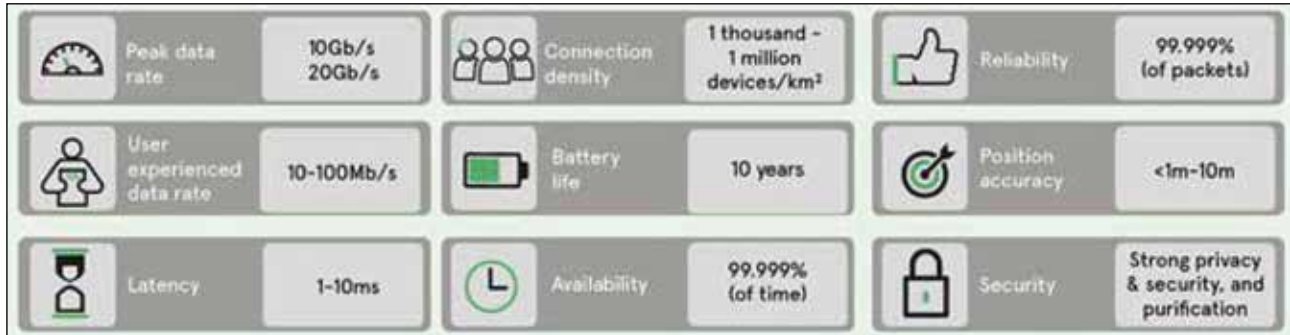 Peak data
rate
10Gb/s
20Gb/s
Connection
density
1 thousand -
1 million
devices/km²
Reliability
99.999%
(of packets)
User
experienced
data rate
10-100Mb/s
Battery
life
10 years
Position
accuracy
<1m-10m
Latency
1-10ms
Availability
99.999%
(of time)
Security
Strong privacy
& security, and
purification